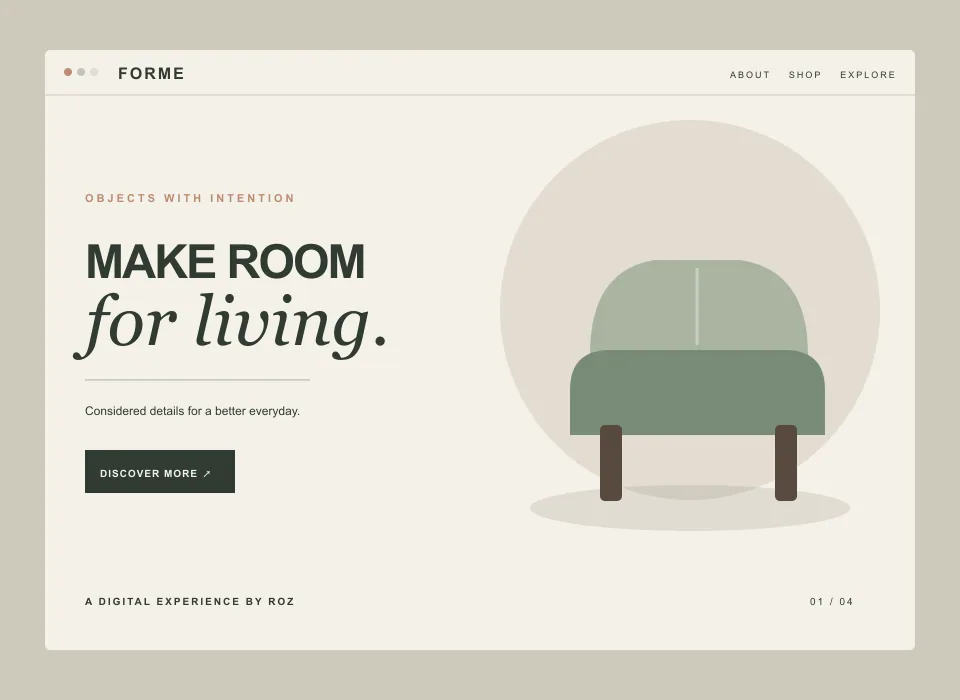 FORME
ABOUT SHOP EXPLORE
OBJECTS WITH INTENTION
MAKE ROOM
for living.
Considered details for a better everyday.
DISCOVER MORE ↗
A DIGITAL EXPERIENCE BY ROZ
01 / 04